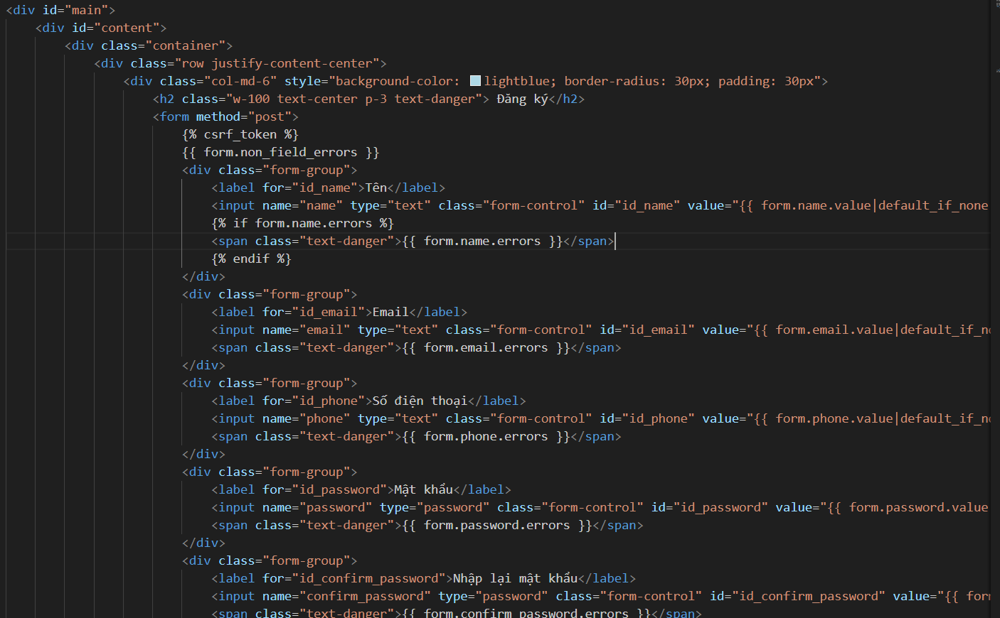 <div id="main">
<div id="content">
<div class="container">
<div class="row justify-content-center">
<div class="col-md-6" style="background-color: lightblue; border-radius: 30px; padding: 30px">
<h2 class="w-100 text-center p-3 text-danger"> Đăng ký</h2>
<form method="post">
{% csrf_token %}
{{ form.non_field_errors }}
<div class="form-group">
<label for="id_name">Tên</label>
<input name="name" type="text" class="form-control" id="id_name" value="{{ form.name.value|default_if_none
{% if form.name.errors %}
<span class="text-danger">{{ form.name.errors }}</span>
{% endif %}
</div>
<div class="form-group">
<label for="id_email">Email</label>
<input name="email" type="text" class="form-control" id="id_email" value="{{ form.email.value|default_if_no
<span class="text-danger">{{ form.email.errors }}</span>
</div>
<div class="form-group">
<label for="id_phone">Số điện thoại</label>
<input name="phone" type="text" class="form-control" id="id_phone" value="{{ form.phone.value|default_if_no
<span class="text-danger">{{ form.phone.errors }}</span>
</div>
<div class="form-group">
<label for="id_password">Mật khẩu</label>
<input name="password" type="password" class="form-control" id="id_password" value="{{ form.password.value
<span class="text-danger">{{ form.password.errors }}</span>
</div>
<div class="form-group">
<label for="id_confirm_password">Nhập lại mật khẩu</label>
<input name="confirm_password" type="password" class="form-control" id="id_confirm_password" value="{{ for
<span class="text-danger">{{ form.confirm_password.errors }}</span>